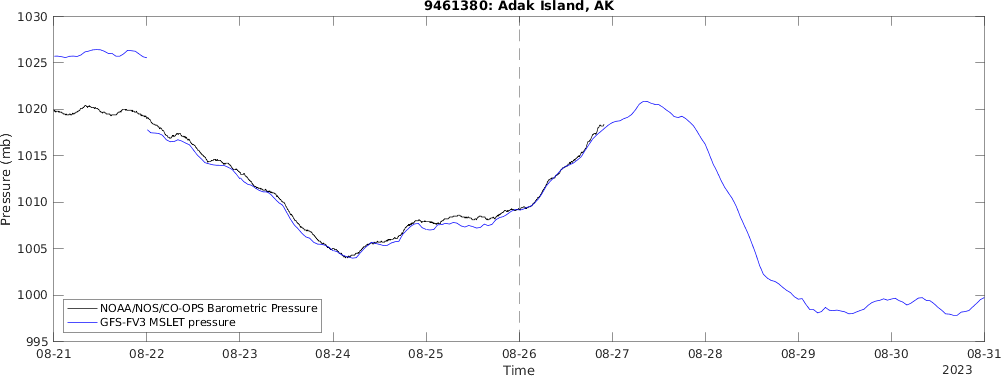 9461380: Adak Island, AK
Pressure (mb)
1030
1025
1020
1015
1010
1005
1000
995
NOAA/NOS/CO-OPS Barometric Pressure
GFS-FV3 MSLET pressure
08-21 08-22 08-23 08-24 08-25 08-26 08-27 08-28 08-29 08-30 08-31
Time
2023